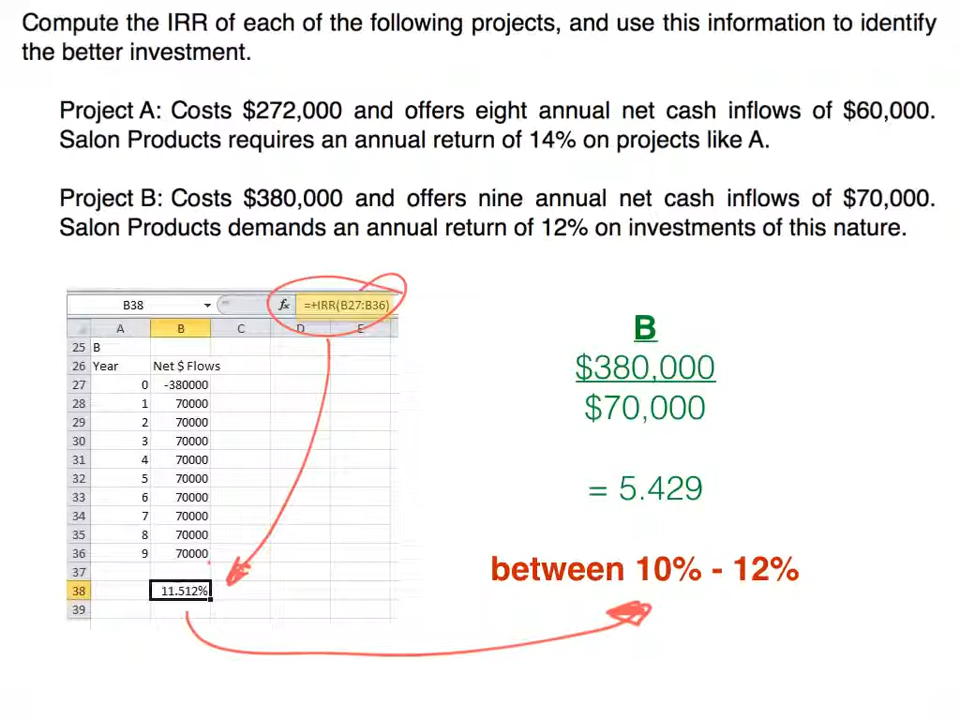 Compute the IRR of each of the following projects, and use this information to identify
the better investment.
Project A: Costs $272,000 and offers eight annual net cash inflows of $60,000.
Salon Products requires an annual return of 14% on projects like A.
Project B: Costs $380,000 and offers nine annual net cash inflows of $70,000.
Salon Products demands an annual return of 12% on investments of this nature.
B38 fx =+IRR(B27:B36)
A B C D E
25 B
26 Year Net $ Flows
27 0 -380000
28 1 70000
29 2 70000
30 3 70000
31 4 70000
32 5 70000
33 6 70000
34 7 70000
35 8 70000
36 9 70000
37
38 11.512%
39
B
$380,000
$70,000
= 5.429
between 10% - 12%